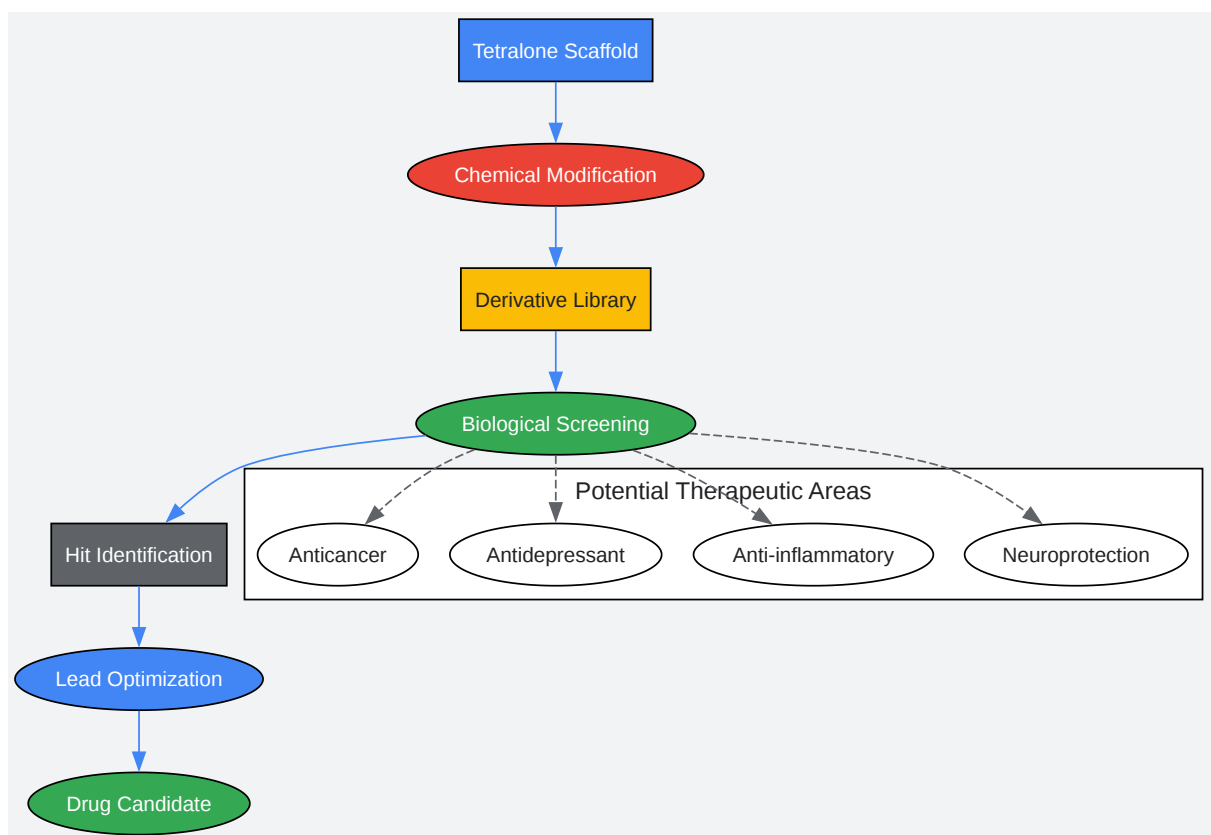 Tetralone Scaffold
Chemical Modification
Derivative Library
Biological Screening
Potential Therapeutic Areas
Hit Identification
Anticancer
Antidepressant
Anti-inflammatory
Neuroprotection
Lead Optimization
Drug Candidate